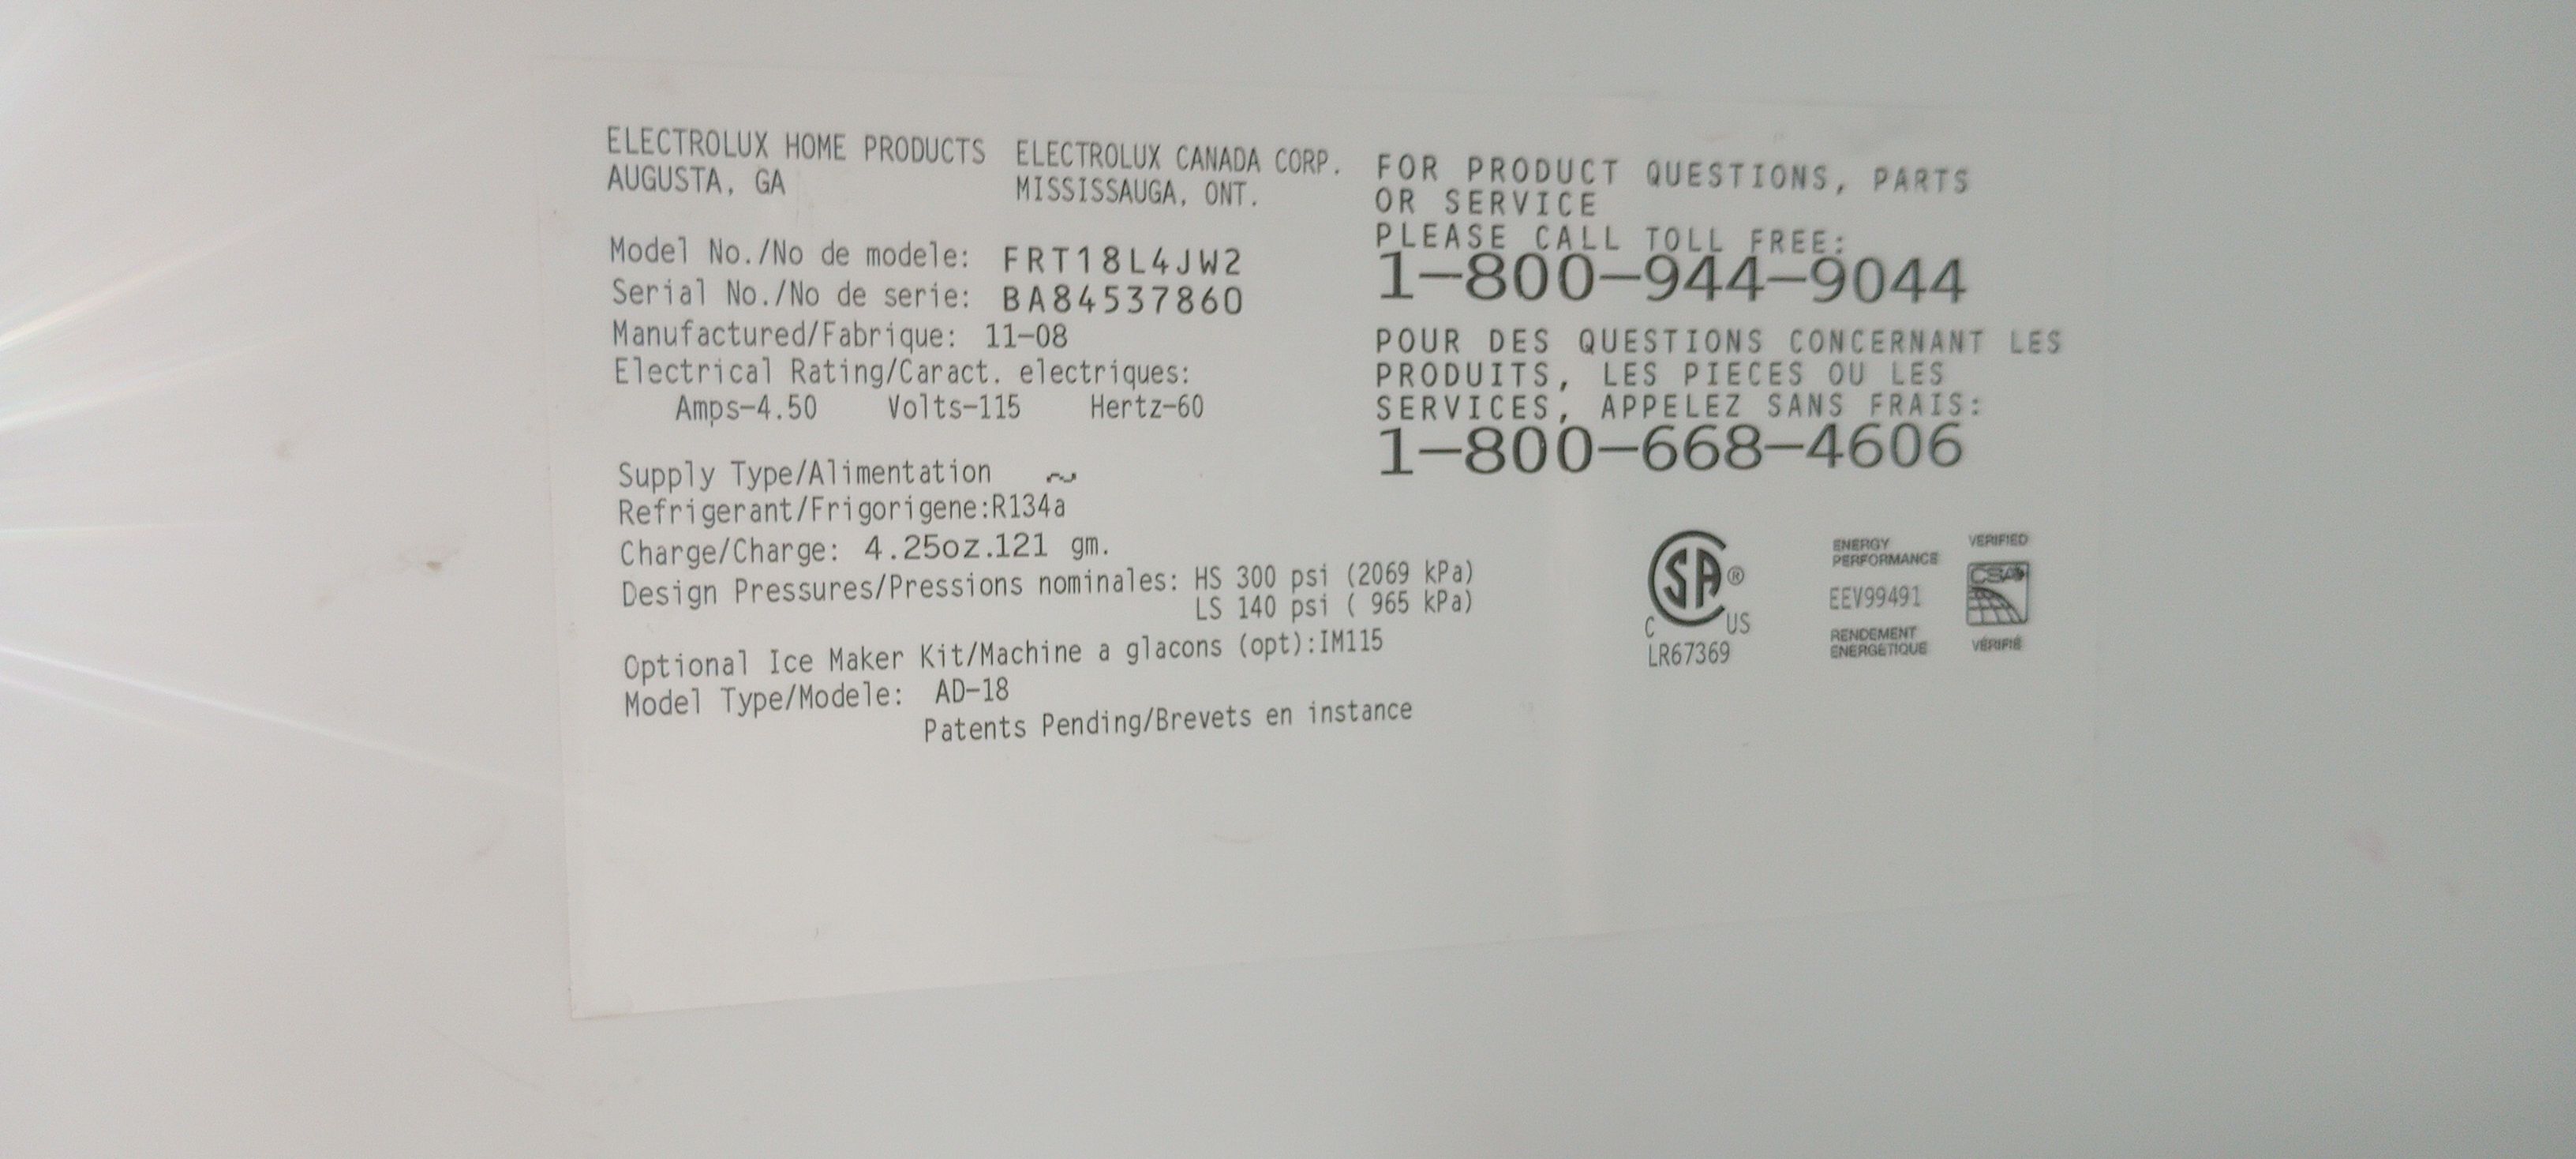 ELECTROLUX HOME PRODUCTS
AUGUSTA, GA
ELECTROLUX CANADA CORP.
MISSISSAUGA, ONT.
Model No./No de modele: FRT18L4JW2
Serial No./No de serie: BA84537860
Manufactured/Fabrique: 11-08
Electrical Rating/Caract. electriques:
Amps-4.50 Volts-115 Hertz-60
Supply Type/Alimentation ~
Refrigerant/Frigorigene:R134a
Charge/Charge: 4.25oz.121 gm.
Design Pressures/Pressions nominales: HS 300 psi (2069 kPa)
LS 140 psi ( 965 kPa)
Optional Ice Maker Kit/Machine a glacons (opt):IM115
Model Type/Modele: AD-18
Patents Pending/Brevets en instance
FOR PRODUCT QUESTIONS, PARTS
OR SERVICE
PLEASE CALL TOLL FREE:
1-800-944-9044
POUR DES QUESTIONS CONCERNANT LES
PRODUITS, LES PIECES OU LES
SERVICES, APPELEZ SANS FRAIS:
1-800-668-4606
SA®
C US
LR67369
ENERGY
PERFORMANCE
EEV99491
RENDEMENT
ÉNERGÉTIQUE
VERIFIED
CSA
VÉRIFIÉ